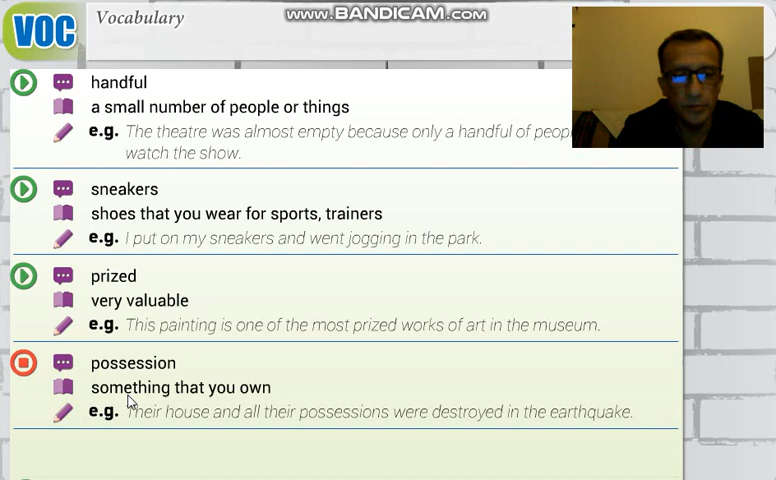 www.BANDICAM.com
VOC
Vocabulary
handful
a small number of people or things
e.g. The theatre was almost empty because only a handful of
watch the show.
sneakers
shoes that you wear for sports, trainers
e.g. I put on my sneakers and went jogging in the park.
prized
very valuable
e.g. This painting is one of the most prized works of art in the museum.
possession
something that you own
e.g. Their house and all their possessions were destroyed in the earthquake.